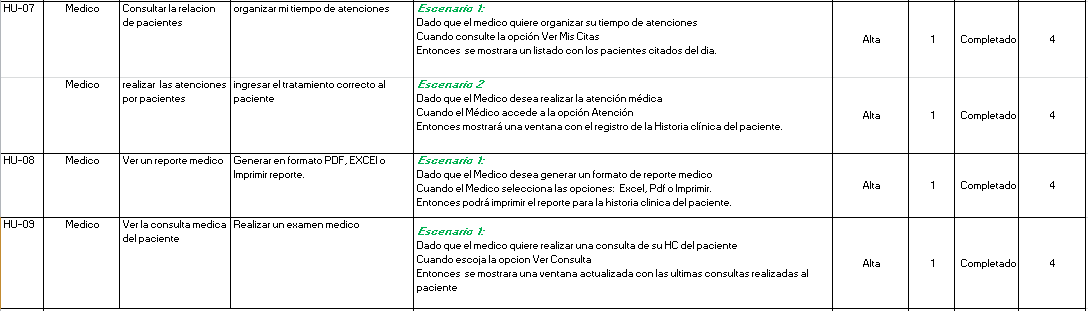 HU-07 Medico Consultar la relacion organizar mi tiempo de atenciones Escenario 1:
de pacientes Dado que el medico quiere organizar su tiempo de atenciones
Cuando consulte la opción Ver Mis Citas
Alta 1 Completado 4
Entonces se mostrara un listado con los pacientes citados del dia.
Medico realizar las atenciones ingresar el tratamiento correcto al Escenario 2
por pacientes paciente Dado que el Medico desea realizar la atención médica
Cuando el Médico accede a la opción Atención
Alta 1 Completado 4
Entonces mostrará una ventana con el registro de la Historia clínica del paciente.
HU-08 Medico Ver un reporte medico Generar en formato PDF, EXCEl o Escenario 1:
Imprimir reporte. Dado que el Medico desea generar un formato de reporte medico
Cuando el Medico selecciona las opciones: Excel, Pdf o Imprimir.
Alta 1 Completado 4
Entonces podrá imprimir el reporte para la historia clinica del paciente.
HU-09 Medico Ver la consulta medica Realizar un examen medico
del paciente
Escenario 1:
Dado que el medico quiere realizar una consulta de su HC del paciente
Cuando escoja la opcion Ver Consulta
Alta 1 Completado 4
Entonces se mostrara una ventana actualizada con las ultimas consultas realizadas al
paciente